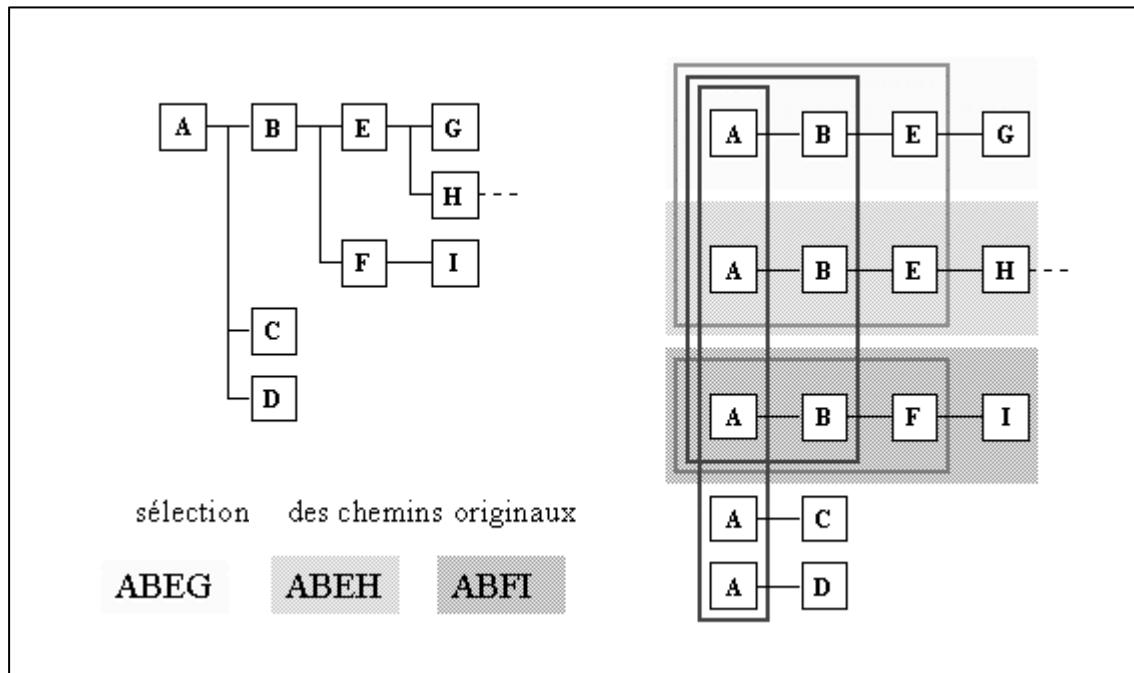 A B E G
H
F I
C
D
sélection des chemins originaux
ABEG ABEH ABFI
A B E G
A B E H
A B F I
A C
A D